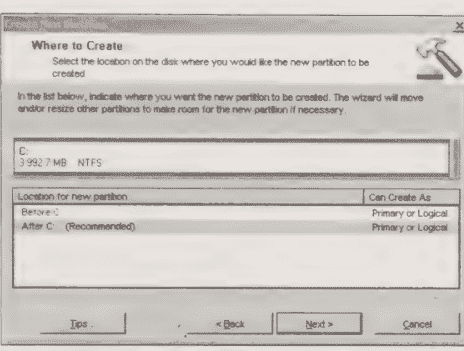 Where to Create
Select the location on the disk where you would like the new partition to be
created
In the list below, indicate where you want the new partition to be created. The wizard will move
and/or resize other partitions to make room for the new partition if necessary.
C:
3 992.7 MB NTFS
Location for new partition Can Create As
Before C: Primary or Logical
After C: (Recommended) Primary or Logical
Tips . < Back Next > Cancel